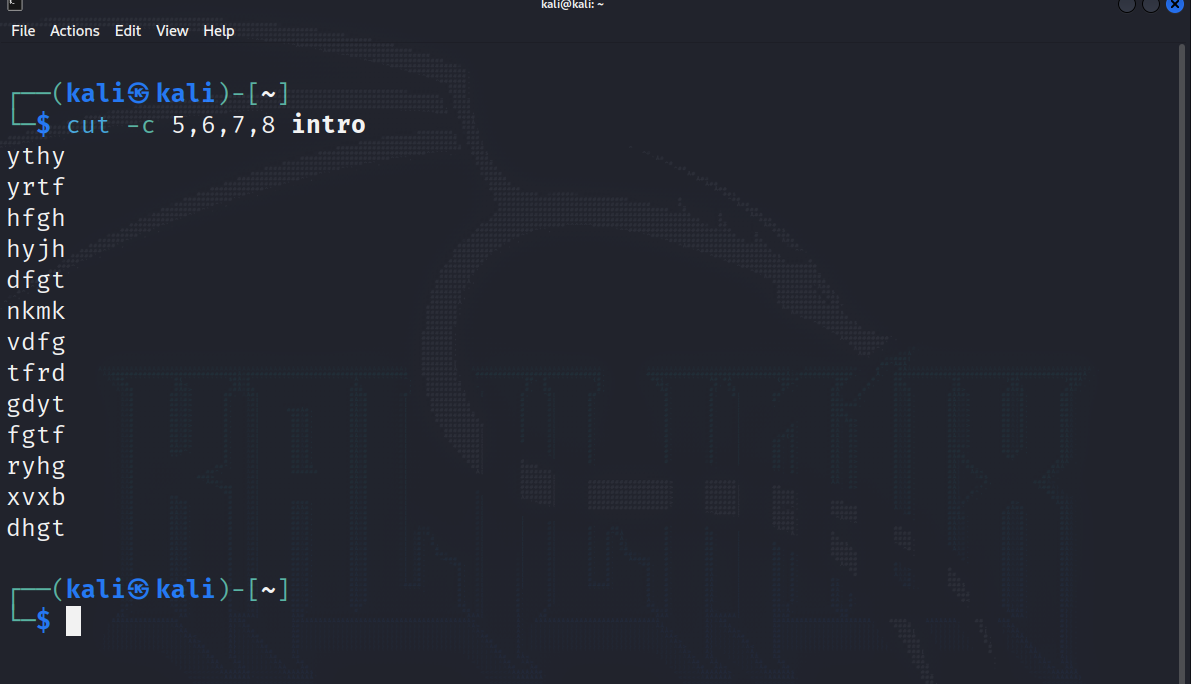 kali@kali: ~
File Actions Edit View Help
┌──(kali㉿kali)-[~]
└─$ cut -c 5,6,7,8 intro
ythy
yrtf
hfgh
hyjh
dfgt
nkmk
vdfg
tfrd
gdyt
fgtf
ryhg
xvxb
dhgt
┌──(kali㉿kali)-[~]
└─$